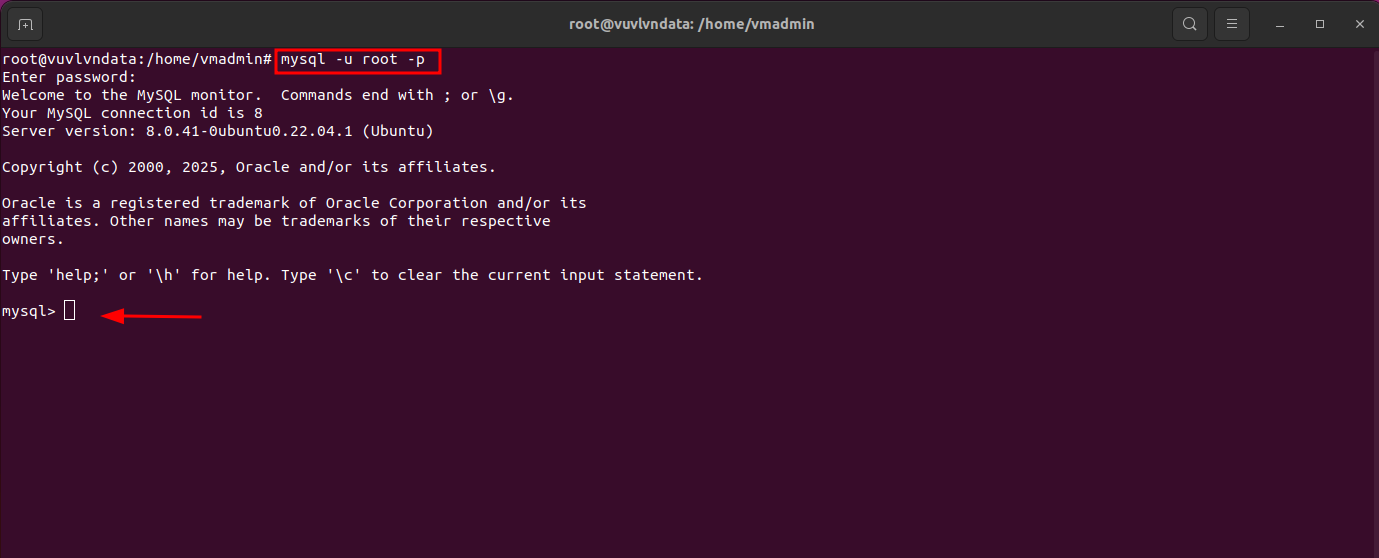 root@vuvlvndata: /home/vmadmin
root@vuvlvndata:/home/vmadmin# mysql -u root -p
Enter password:
Welcome to the MySQL monitor.  Commands end with ; or \g.
Your MySQL connection id is 8
Server version: 8.0.41-0ubuntu0.22.04.1 (Ubuntu)
Copyright (c) 2000, 2025, Oracle and/or its affiliates.
Oracle is a registered trademark of Oracle Corporation and/or its
affiliates. Other names may be trademarks of their respective
owners.
Type 'help;' or '\h' for help. Type '\c' to clear the current input statement.
mysql>